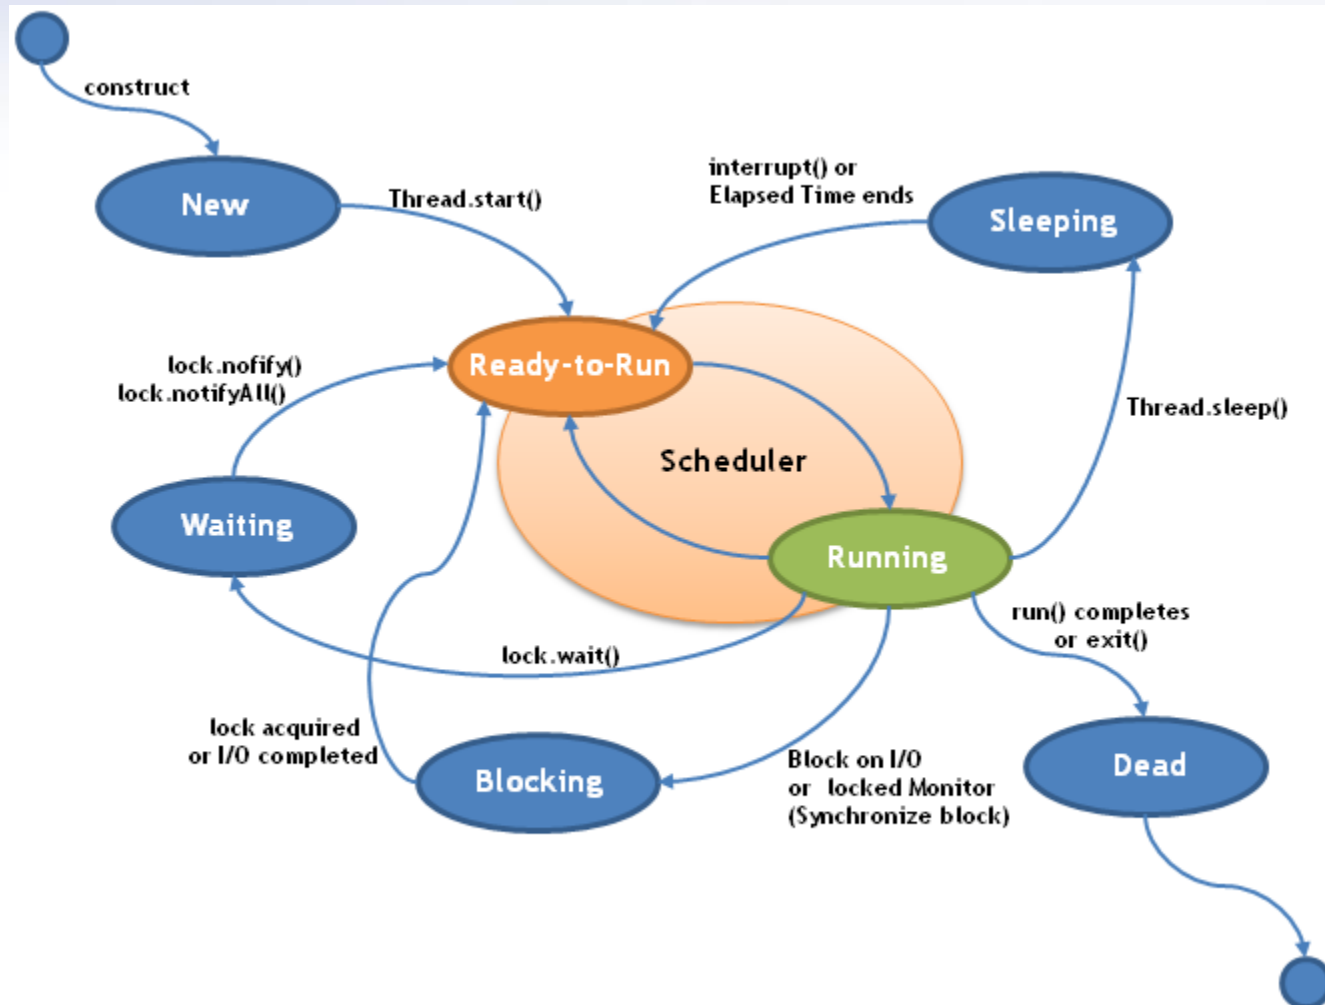 construct
New
Thread.start()
interrupt() or
Elapsed Time ends
Sleeping
Ready-to-Run
lock.nofify()
lock.notifyAll()
Thread.sleep()
Scheduler
Waiting
Running
run() completes
or exit()
lock.wait()
lock acquired
or I/O completed
Blocking
Block on I/O
or locked Monitor
(Synchronize block)
Dead